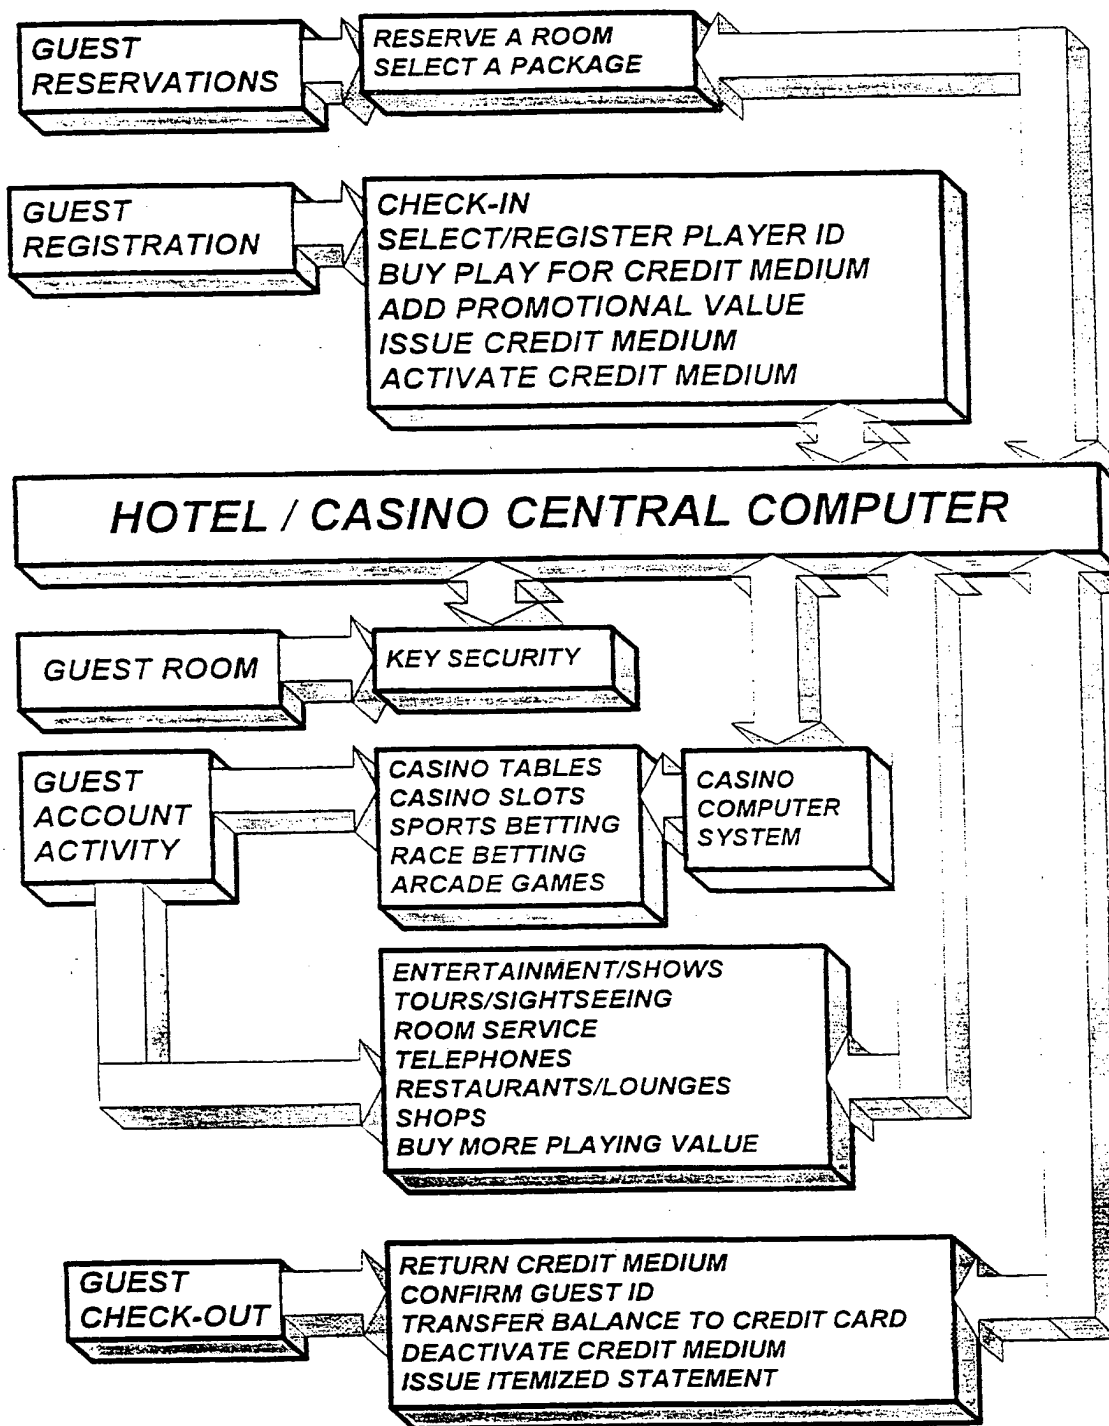 GUEST
RESERVATIONS
RESERVE A ROOM
SELECT A PACKAGE
GUEST
REGISTRATION
CHECK-IN
SELECT/REGISTER PLAYER ID
BUY PLAY FOR CREDIT MEDIUM
ADD PROMOTIONAL VALUE
ISSUE CREDIT MEDIUM
ACTIVATE CREDIT MEDIUM
HOTEL / CASINO CENTRAL COMPUTER
GUEST ROOM
KEY SECURITY
GUEST
ACCOUNT
ACTIVITY
CASINO TABLES
CASINO SLOTS
SPORTS BETTING
RACE BETTING
ARCADE GAMES
CASINO
COMPUTER
SYSTEM
ENTERTAINMENT/SHOWS
TOURS/SIGHTSEEING
ROOM SERVICE
TELEPHONES
RESTAURANTS/LOUNGES
SHOPS
BUY MORE PLAYING VALUE
GUEST
CHECK-OUT
RETURN CREDIT MEDIUM
CONFIRM GUEST ID
TRANSFER BALANCE TO CREDIT CARD
DEACTIVATE CREDIT MEDIUM
ISSUE ITEMIZED STATEMENT